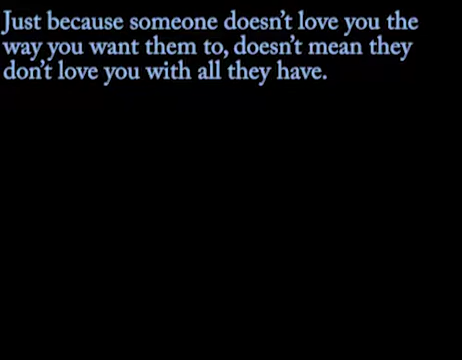 Just because someone doesn’t love you the
way you want them to, doesn’t mean they
don’t love you with all they have.